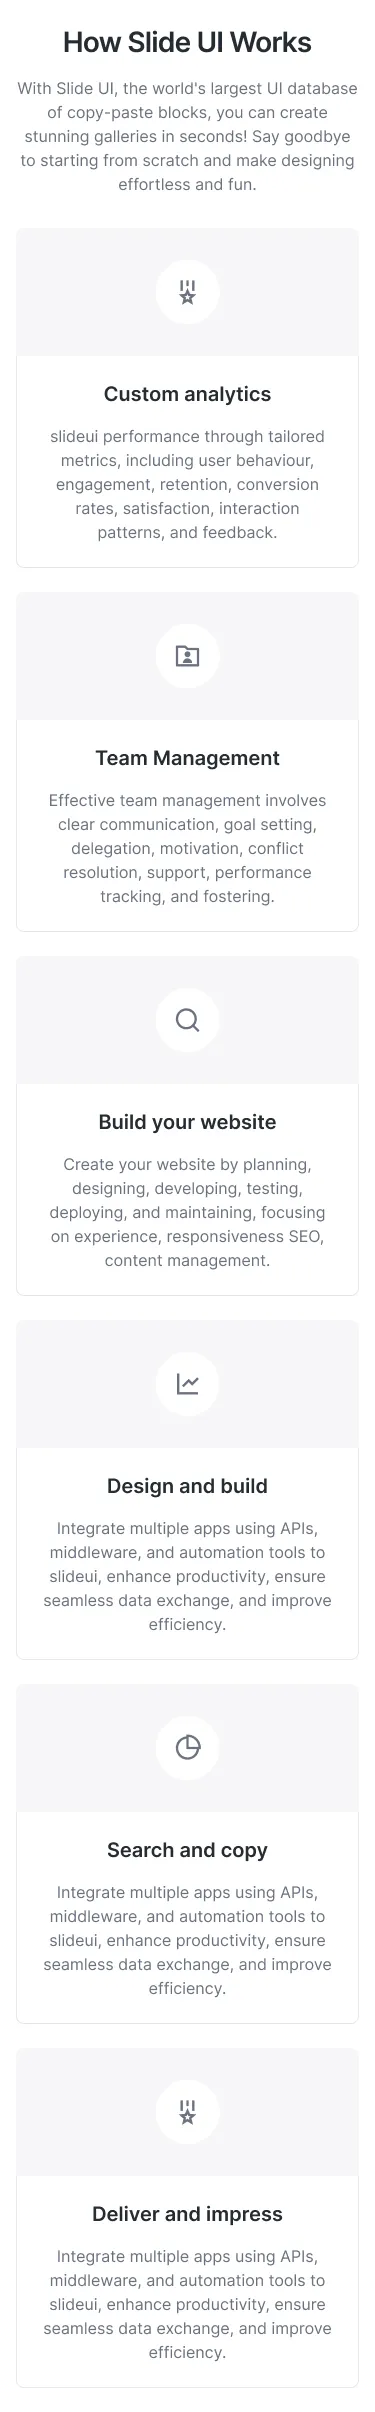 How Slide UI Works
With Slide UI, the world's largest UI database
of copy-paste blocks, you can create
stunning galleries in seconds! Say goodbye
to starting from scratch and make designing
effortless and fun.
Custom analytics
slideui performance through tailored
metrics, including user behaviour,
engagement, retention, conversion
rates, satisfaction, interaction
patterns, and feedback.
Team Management
Effective team management involves
clear communication, goal setting,
delegation, motivation, conflict
resolution, support, performance
tracking, and fostering.
Build your website
Create your website by planning,
designing, developing, testing,
deploying, and maintaining, focusing
on experience, responsiveness SEO,
content management.
Design and build
Integrate multiple apps using APIs,
middleware, and automation tools to
slideui, enhance productivity, ensure
seamless data exchange, and improve
efficiency.
Search and copy
Integrate multiple apps using APIs,
middleware, and automation tools to
slideui, enhance productivity, ensure
seamless data exchange, and improve
efficiency.
Deliver and impress
Integrate multiple apps using APIs,
middleware, and automation tools to
slideui, enhance productivity, ensure
seamless data exchange, and improve
efficiency.